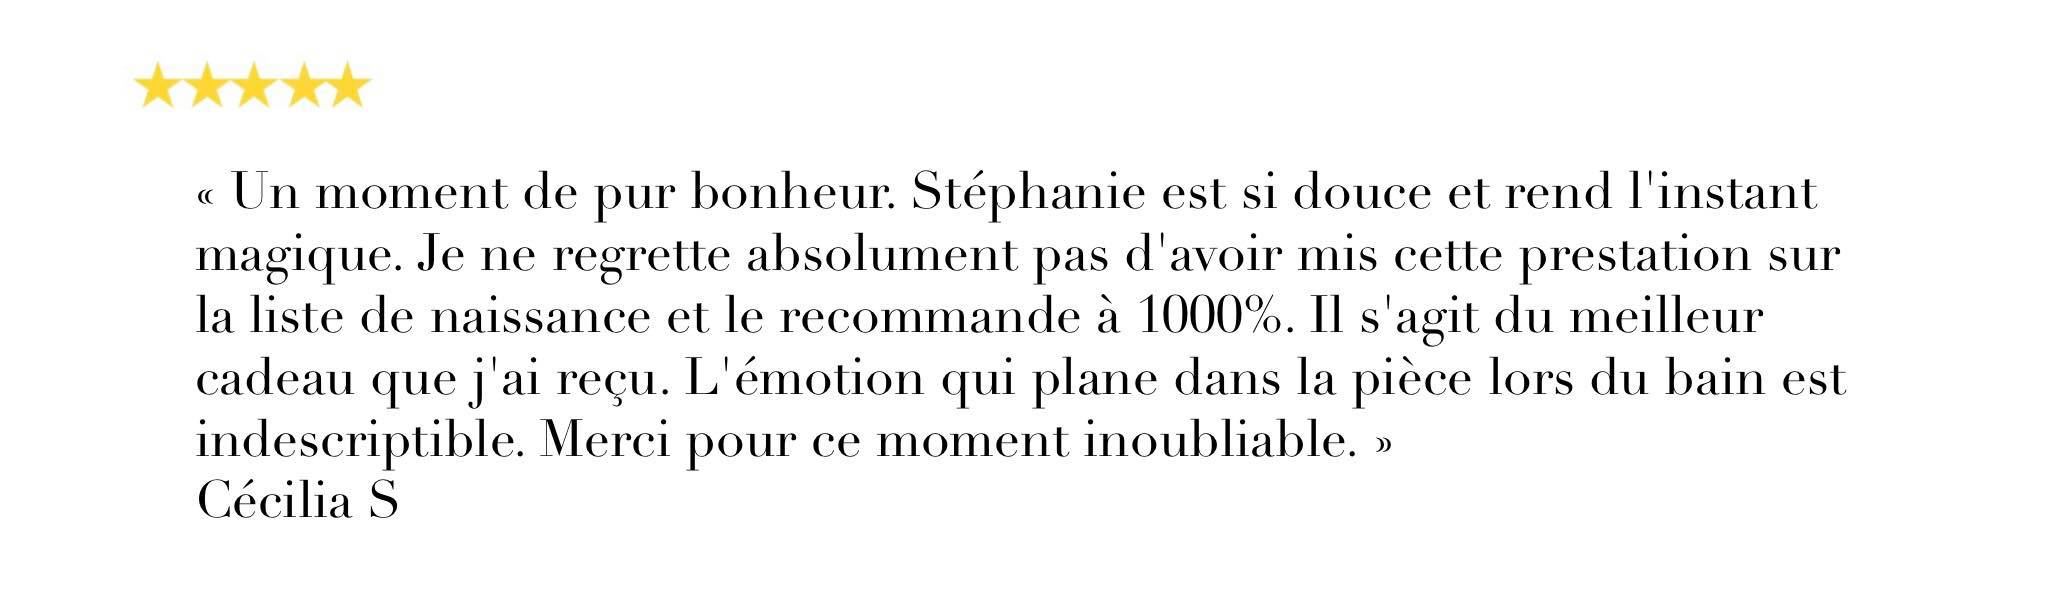 « Un moment de pur bonheur. Stéphanie est si douce et rend l'instant
magique. Je ne regrette absolument pas d'avoir mis cette prestation sur
la liste de naissance et le recommande à 1000%. Il s'agit du meilleur
cadeau que j'ai reçu. L'émotion qui plane dans la pièce lors du bain est
indescriptible. Merci pour ce moment inoubliable. »
Cécilia S